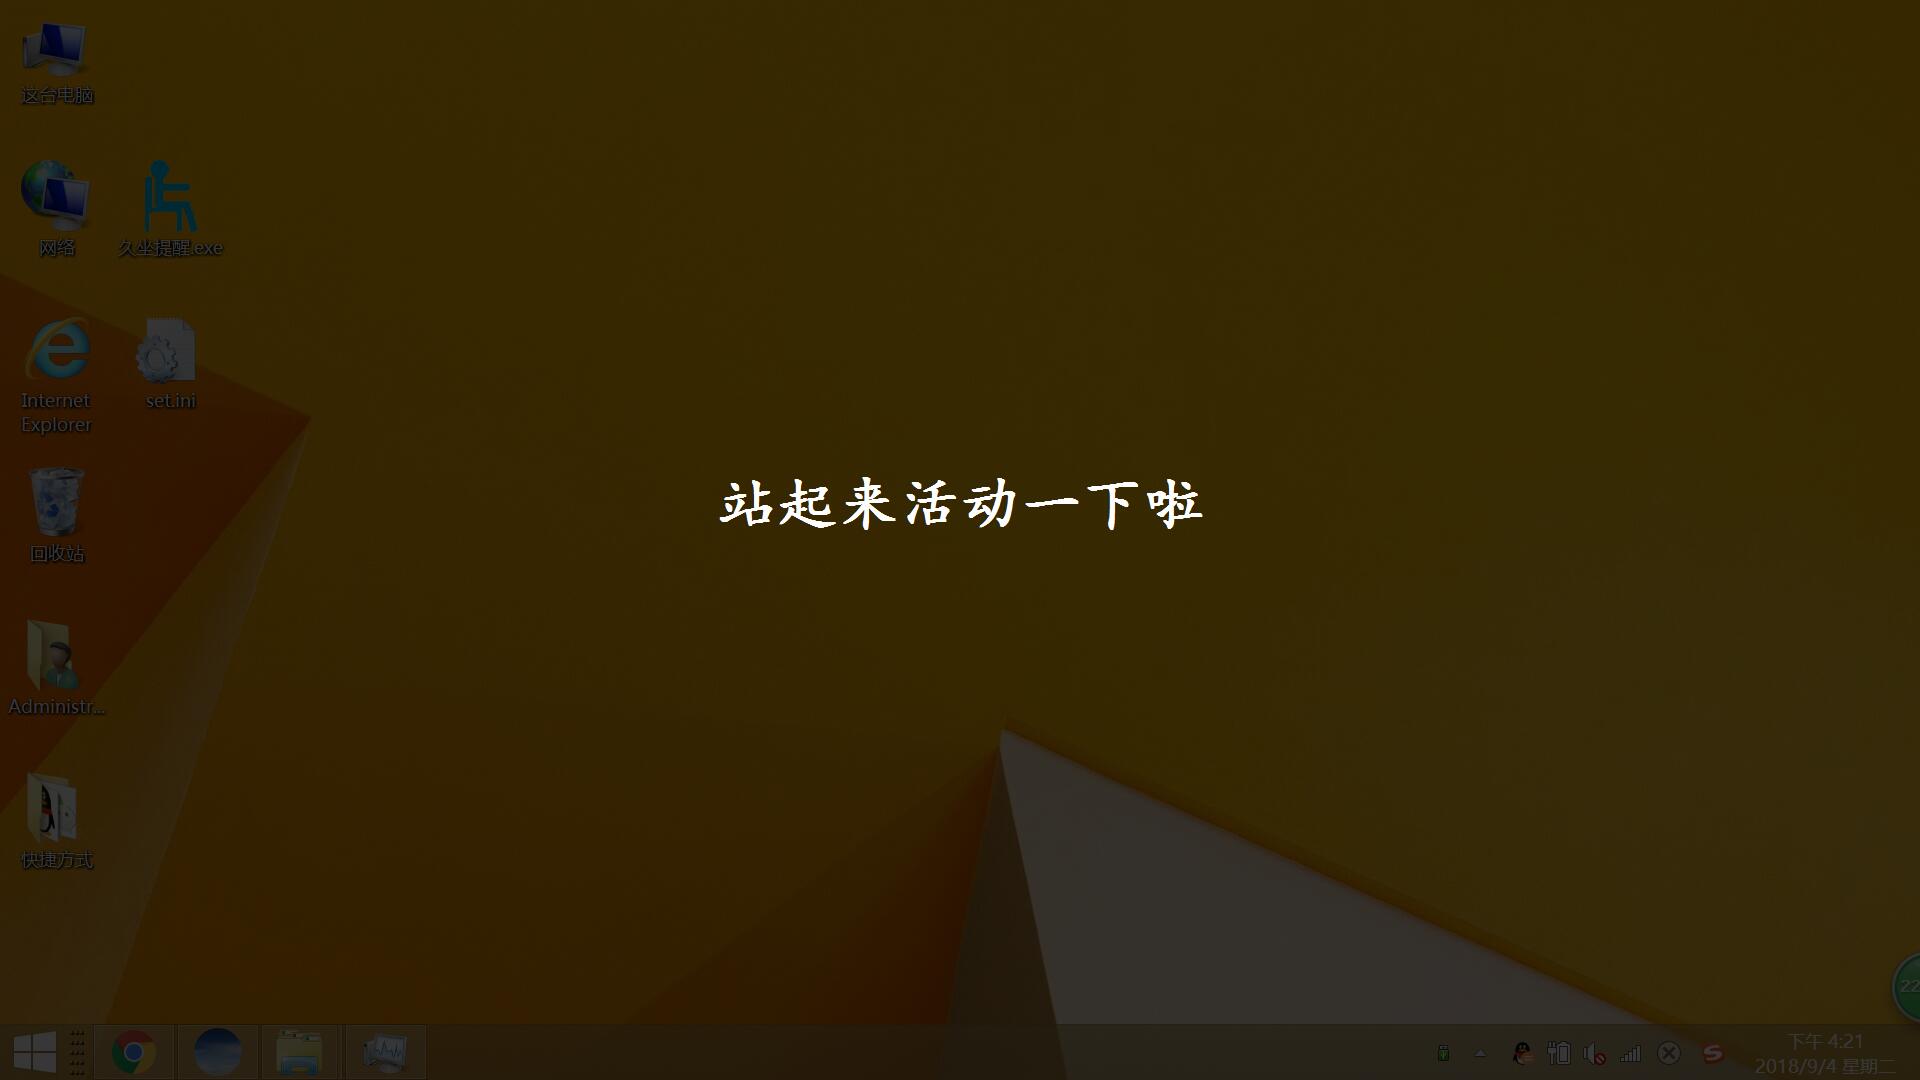 这台电脑
网络
久坐提醒.exe
Internet
Explorer
set.ini
站起来活动一下啦
回收站
Administr...
快捷方式
22
下午 4:21
2018/9/4 星期二